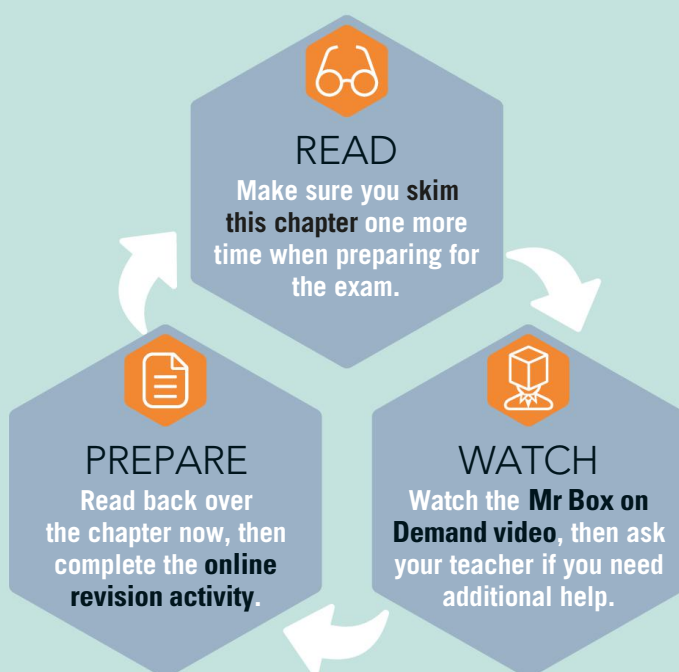 READ
Make sure you skim
this chapter one more
time when preparing for
the exam.
PREPARE
Read back over
the chapter now, then
complete the online
revision activity.
WATCH
Watch the Mr Box on
Demand video, then ask
your teacher if you need
additional help.